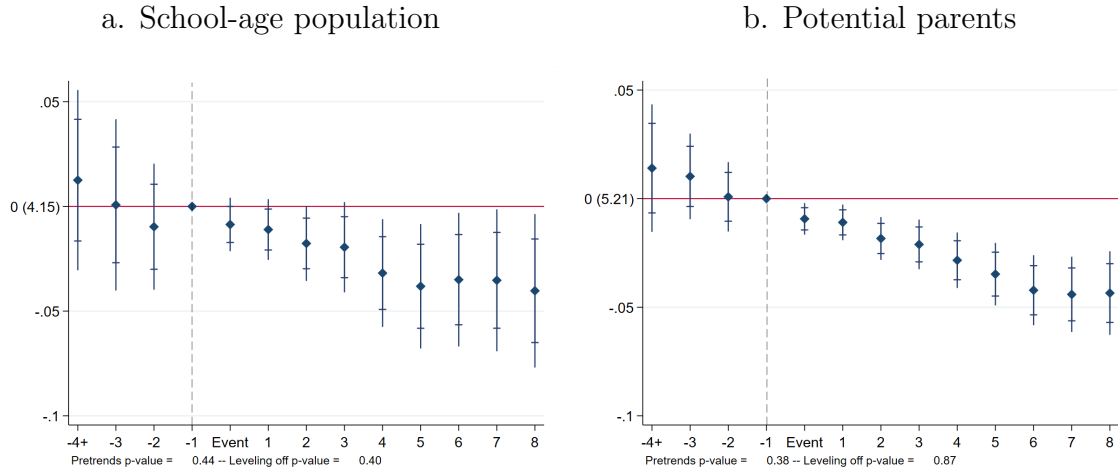 a. School-age population
.05
0 (4.15)
-.05
-.1
-4+ -3 -2 -1 Event 1 2 3 4 5 6 7 8
Pretrends p-value = 0.44 -- Leveling off p-value = 0.40
b. Potential parents
.05
0 (5.21)
-.05
-.1
-4+ -3 -2 -1 Event 1 2 3 4 5 6 7 8
Pretrends p-value = 0.38 -- Leveling off p-value = 0.87